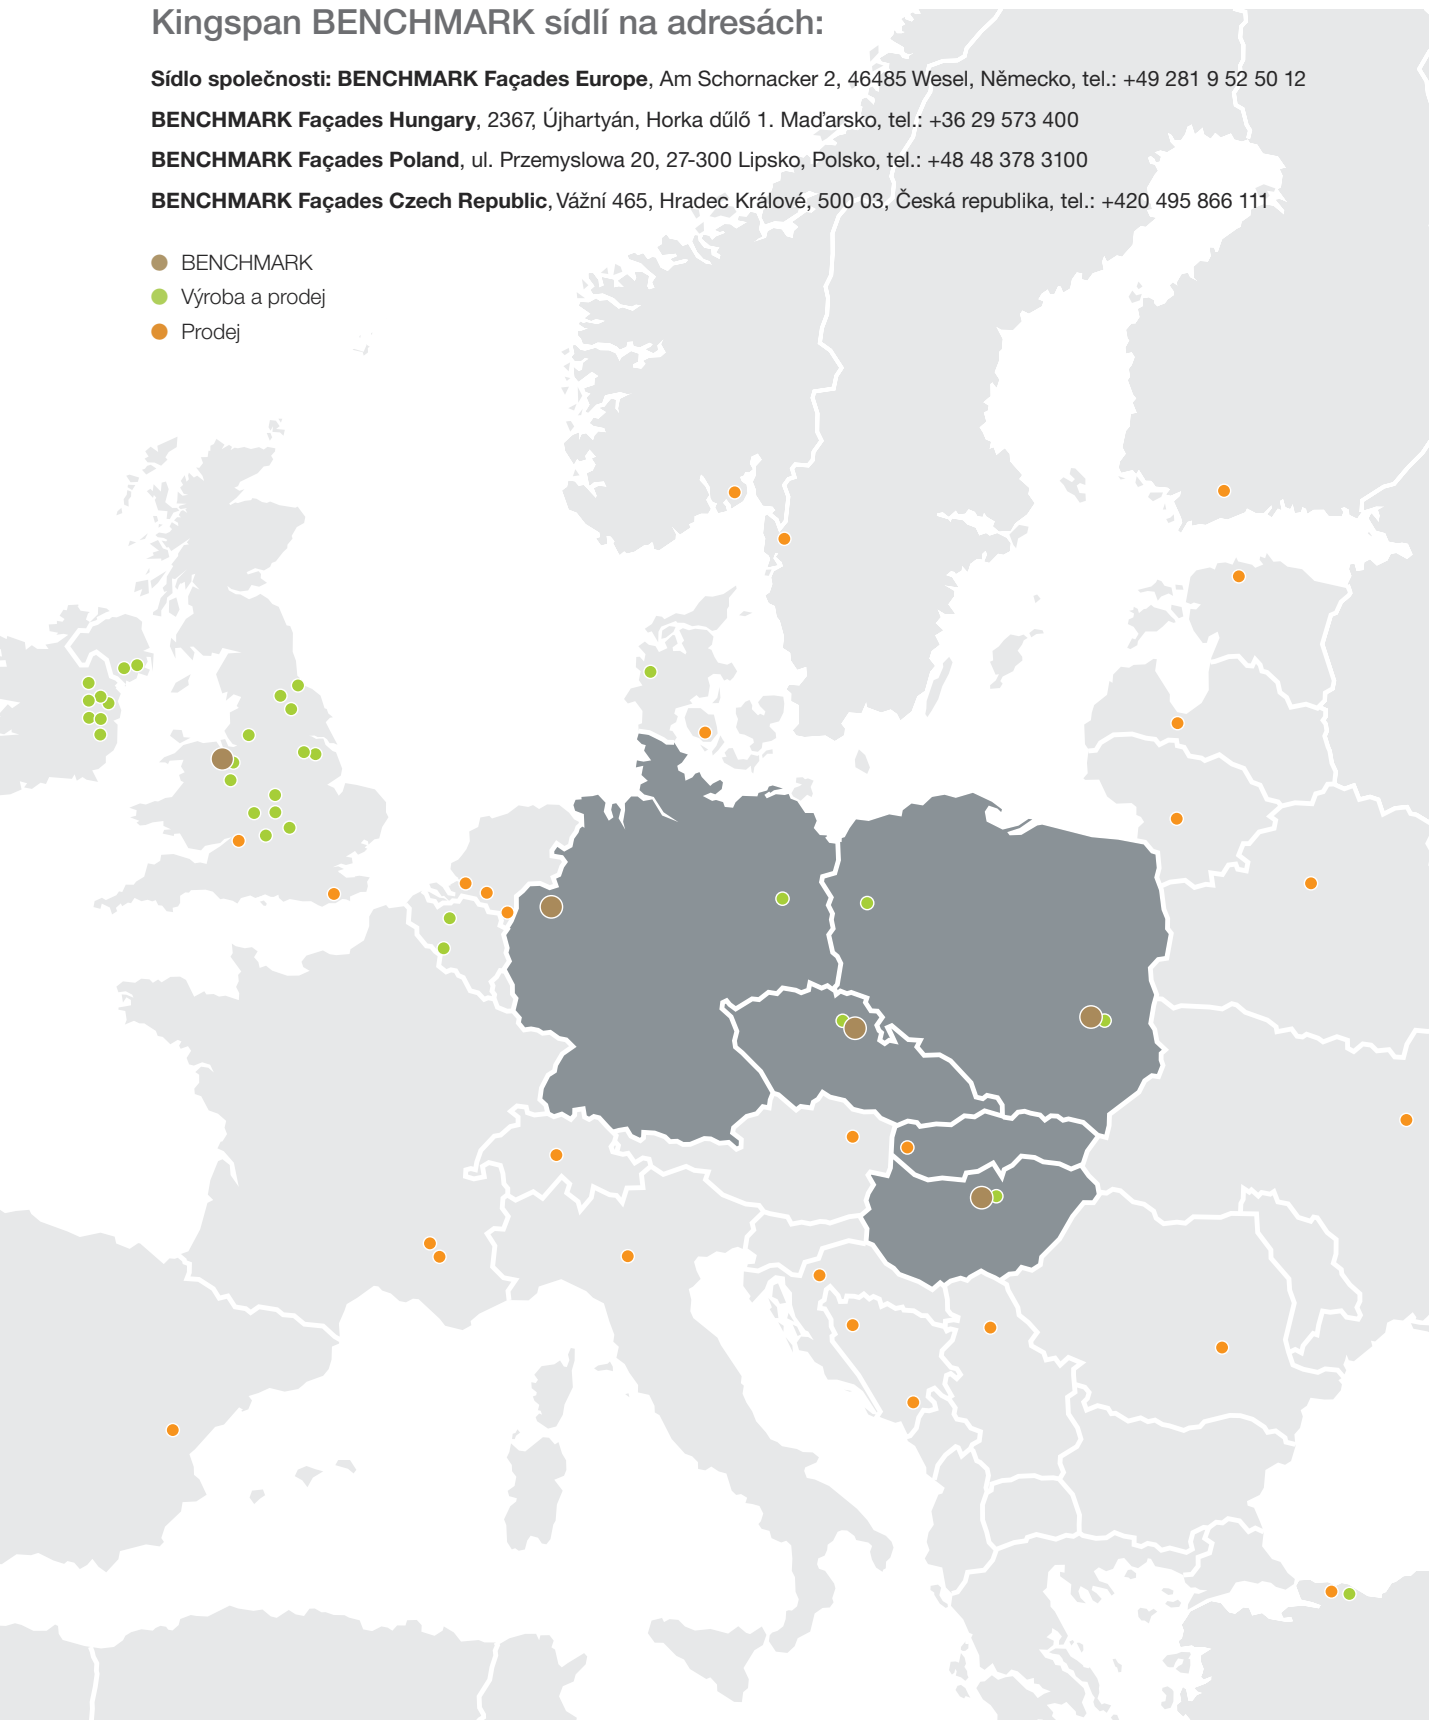 Kingspan BENCHMARK sídlí na adresách:
Sídlo společnosti: BENCHMARK Façades Europe, Am Schornacker 2, 46485 Wesel, Německo, tel.: +49 281 9 52 50 12
BENCHMARK Façades Hungary, 2367, Újhartyán, Horka dűlő 1. Maďarsko, tel.: +36 29 573 400
BENCHMARK Façades Poland, ul. Przemyslowa 20, 27-300 Lipsko, Polsko, tel.: +48 48 378 3100
BENCHMARK Façades Czech Republic, Vážní 465, Hradec Králové, 500 03, Česká republika, tel.: +420 495 866 111
BENCHMARK
Výroba a prodej
Prodej